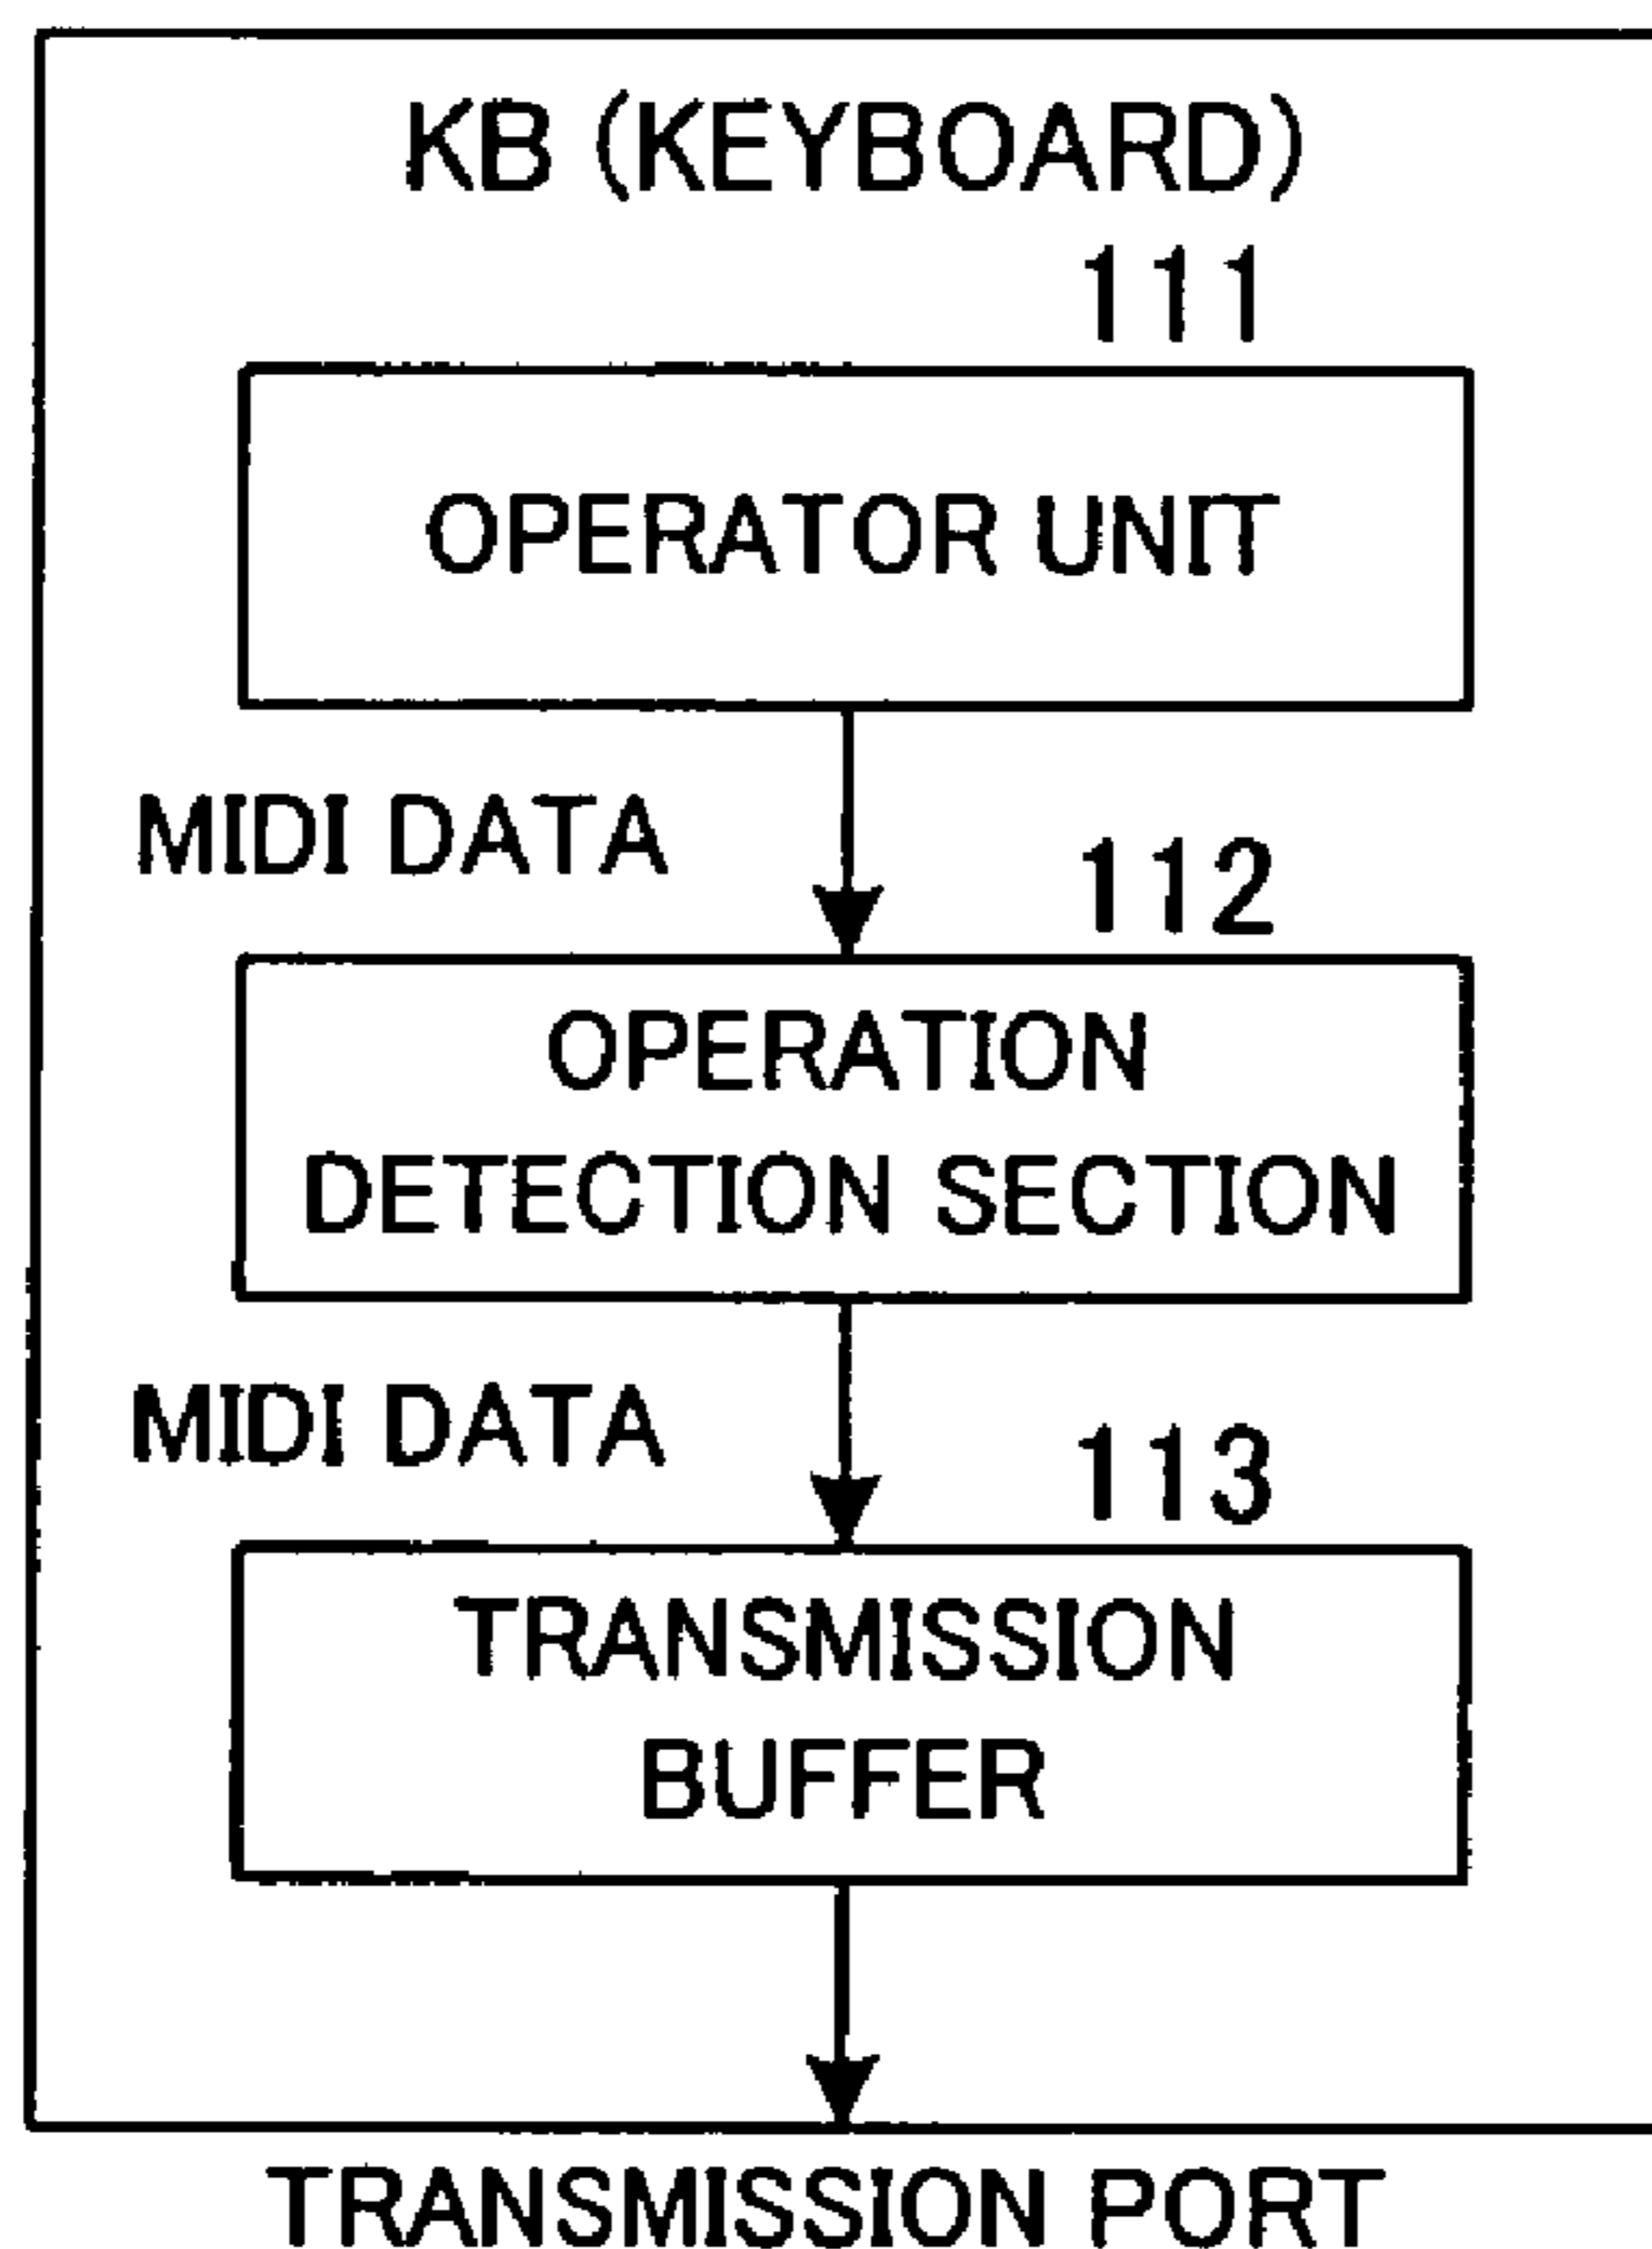 KB (KEYBOARD)
111
OPERATOR UNIT
MIDI DATA
112
OPERATION
DETECTION SECTION
MIDI DATA
113
TRANSMISSION
BUFFER
TRANSMISSION PORT